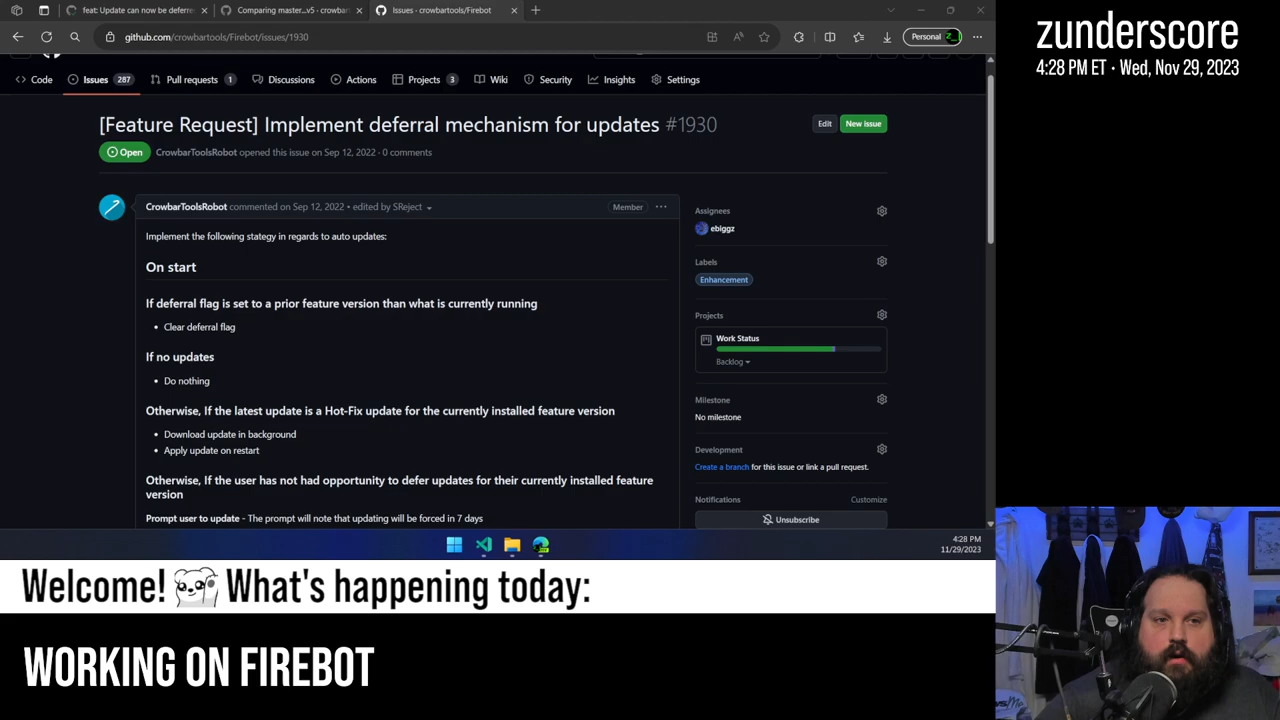 feat: Update can now be deferre
Comparing master...v5 · crowbar
Issues · crowbartools/Firebot
github.com/crowbartools/Firebot/issues/1930
Personal
Code
Issues 287
Pull requests 1
Discussions
Actions
Projects 3
Wiki
Security
Insights
Settings
[Feature Request] Implement deferral mechanism for updates #1930
Edit
New issue
Open
CrowbarToolsRobot opened this issue on Sep 12, 2022 · 0 comments
CrowbarToolsRobot commented on Sep 12, 2022 • edited by SReject
Member
Implement the following stategy in regards to auto updates:
On start
If deferral flag is set to a prior feature version than what is currently running
• Clear deferral flag
If no updates
• Do nothing
Otherwise, If the latest update is a Hot-Fix update for the currently installed feature version
• Download update in background
• Apply update on restart
Otherwise, If the user has not had opportunity to defer updates for their currently installed feature
version
Prompt user to update - The prompt will note that updating will be forced in 7 days
Assignees
ebiggz
Labels
Enhancement
Projects
Work Status
Backlog
Milestone
No milestone
Development
Create a branch for this issue or link a pull request.
Notifications
Customize
Unsubscribe
4:28 PM
11/29/2023
zunderscore
4:28 PM ET · Wed, Nov 29, 2023
Welcome! What's happening today:
WORKING ON FIREBOT